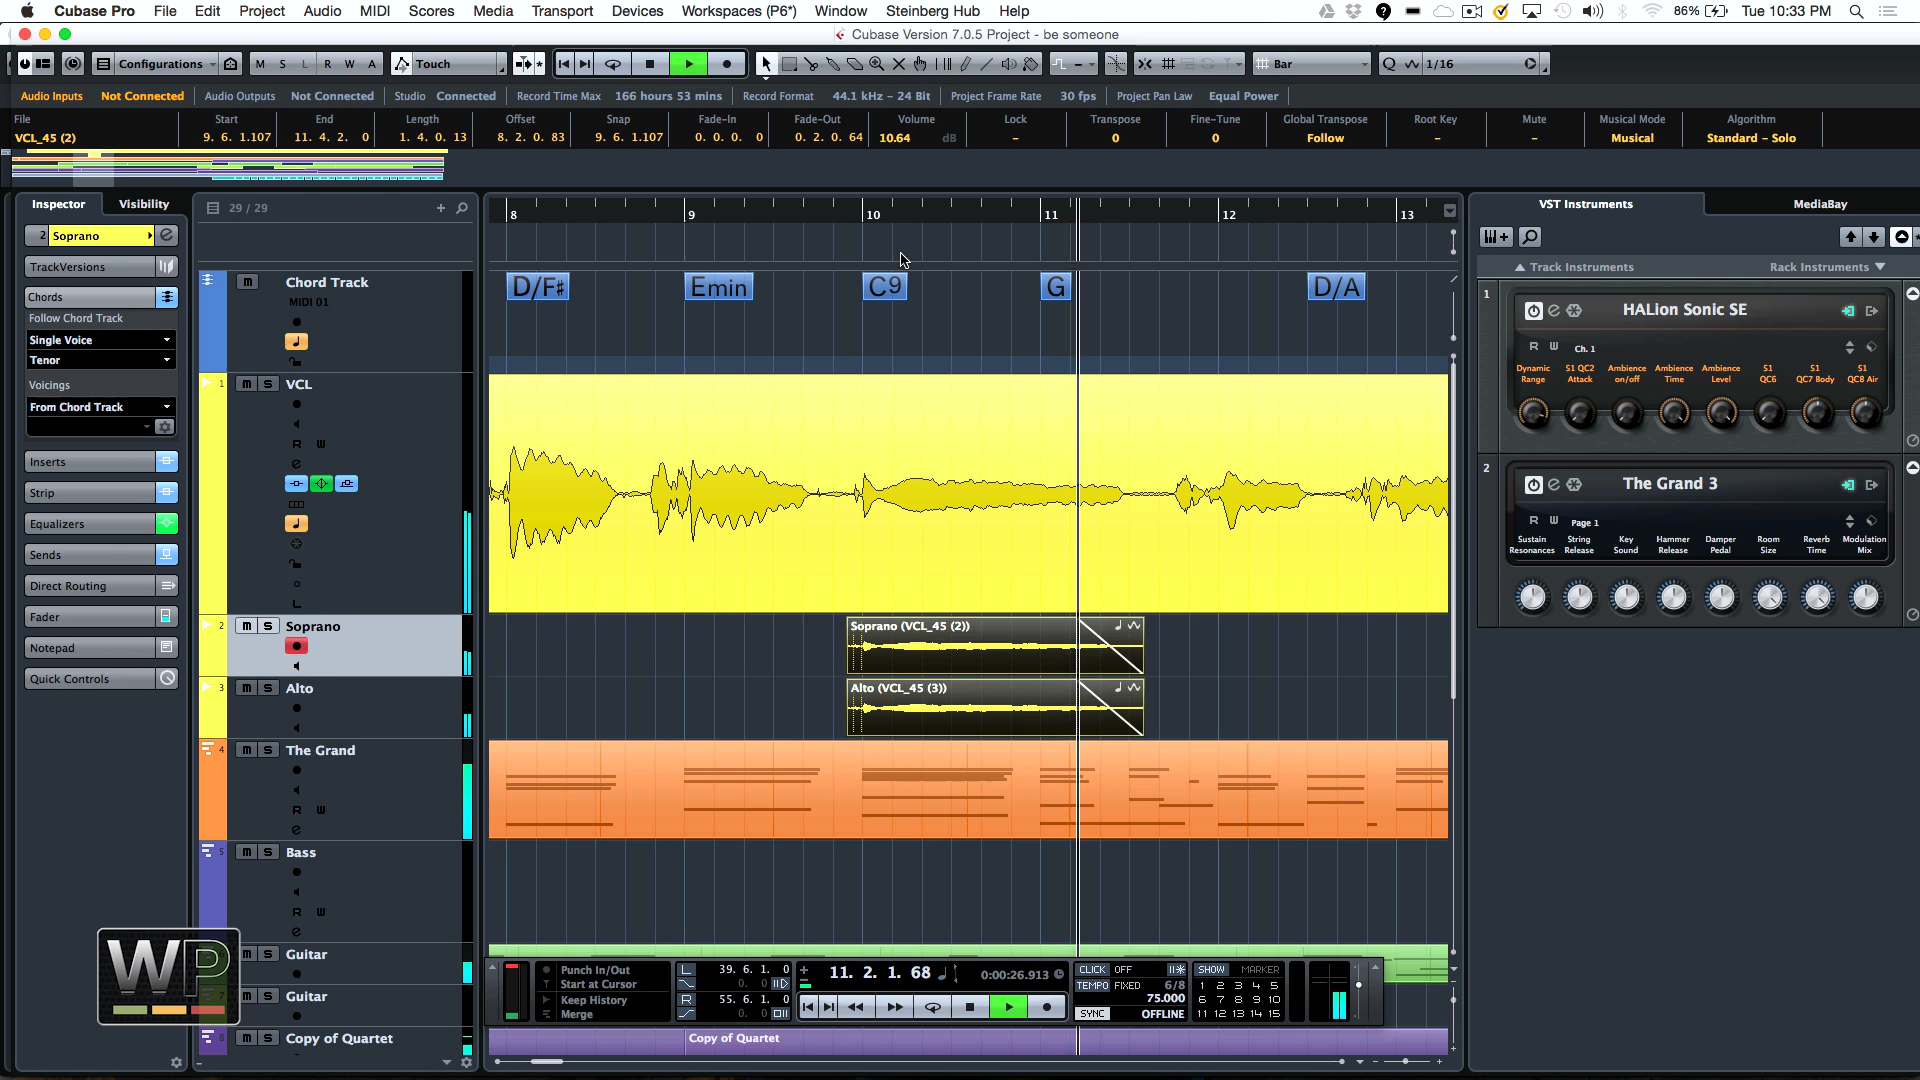 Cubase Pro File Edit Project Audio MIDI Scores Media Transport Devices Workspaces (P6*) Window Steinberg Hub Help 86% Tue 10:33 PM
Cubase Version 7.0.5 Project - be someone
Configurations M S L R W A Touch Bar Q 1/16
Audio Inputs Not Connected Audio Outputs Not Connected Studio Connected Record Time Max 166 hours 53 mins Record Format 44.1 kHz - 24 Bit Project Frame Rate 30 fps Project Pan Law Equal Power
File Start End Length Offset Snap Fade-In Fade-Out Volume Lock Transpose Fine-Tune Global Transpose Root Key Mute Musical Mode Algorithm
VCL_45 (2) 9. 6. 1.107 11. 4. 2. 0 1. 4. 0. 13 8. 2. 0. 83 9. 6. 1.107 0. 0. 0. 0 0. 2. 0. 64 10.64 dB - 0 0 Follow - - Musical Standard - Solo
Inspector Visibility 29 / 29 8 9 10 11 12 13 VST Instruments MediaBay
2 Soprano
TrackVersions
Chords
Follow Chord Track
Single Voice
Tenor
Voicings
From Chord Track
Inserts
Strip
Equalizers
Sends
Direct Routing
Fader
Notepad
Quick Controls
m Chord Track
MIDI 01
D/F# Emin C9 G D/A
1 m s VCL
R W
2 m s Soprano
Soprano (VCL_45 (2))
3 m s Alto
Alto (VCL_45 (3))
4 m s The Grand
R W
5 m s Bass
R W
m s Guitar
7 m s Guitar
8 m s Copy of Quartet
Copy of Quartet
WP
Track Instruments Rack Instruments
1 HALion Sonic SE
R W Ch. 1
Dynamic Range S1 QC2 Attack Ambience on/off Ambience Time Ambience Level S1 QC6 S1 QC7 Body S1 QC8 Air
2 The Grand 3
R W Page 1
Sustain Resonances String Release Key Sound Hammer Release Damper Pedal Room Size Reverb Time Modulation Mix
Punch In/Out
Start at Cursor
Keep History
Merge
L 39. 6. 1. 0
0. 0
R 55. 6. 1. 0
0. 0
11. 2. 1. 68 0:00:26.913
CLICK OFF
TEMPO FIXED 6/8
75.000
SYNC OFFLINE
SHOW MARKER
1 2 3 4 5
6 7 8 9 10
11 12 13 14 15